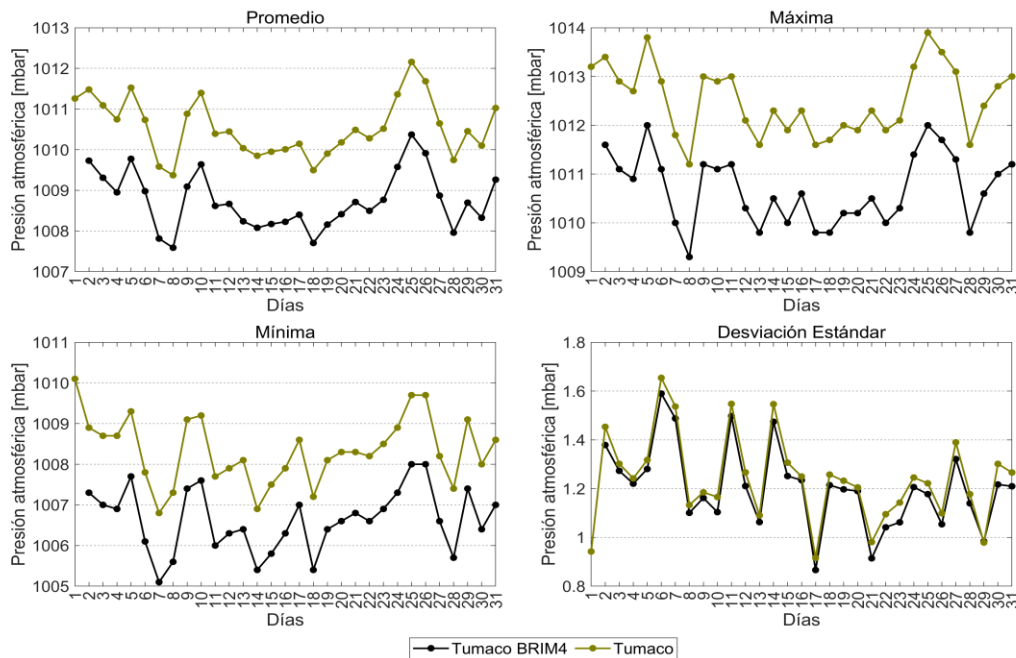 Promedio
Presión atmosférica [mbar]
1013
1012
1011
1010
1009
1008
1007
1 2 3 4 5 6 7 8 9 10 11 12 13 14 15 16 17 18 19 20 21 22 23 24 25 26 27 28 29 30 31
Días
Máxima
Presión atmosférica [mbar]
1014
1013
1012
1011
1010
1009
1 2 3 4 5 6 7 8 9 10 11 12 13 14 15 16 17 18 19 20 21 22 23 24 25 26 27 28 29 30 31
Días
Mínima
Presión atmosférica [mbar]
1011
1010
1009
1008
1007
1006
1005
1 2 3 4 5 6 7 8 9 10 11 12 13 14 15 16 17 18 19 20 21 22 23 24 25 26 27 28 29 30 31
Días
Desviación Estándar
Presión atmosférica [mbar]
1.8
1.6
1.4
1.2
1
0.8
1 2 3 4 5 6 7 8 9 10 11 12 13 14 15 16 17 18 19 20 21 22 23 24 25 26 27 28 29 30 31
Días
Tumaco BRIM4 Tumaco